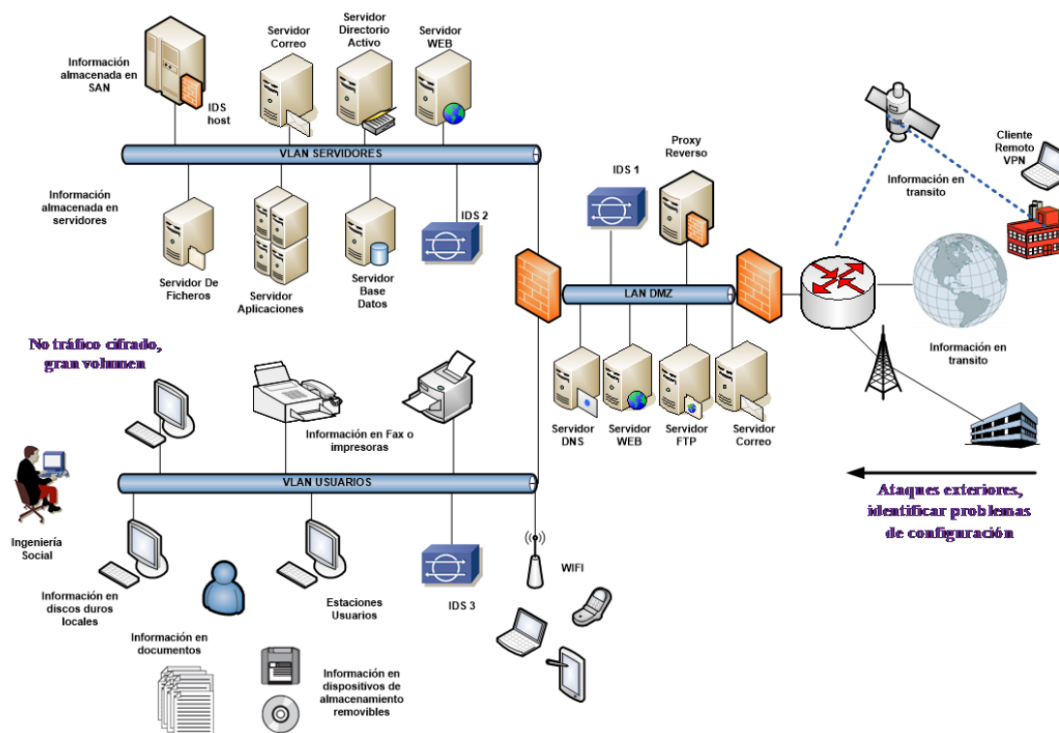 Información
almacenada en
SAN
IDS
host
Servidor
Correo
Servidor
Directorio
Activo
Servidor
WEB
VLAN SERVIDORES
Información
almacenada en
servidores
Servidor De
Ficheros
Servidor
Aplicaciones
Servidor
Base
Datos
IDS 2
IDS 1
Proxy
Reverso
LAN DMZ
Servidor
DNS
Servidor
WEB
Servidor
FTP
Servidor
Correo
Información en
transito
Cliente
Remoto
VPN
Información en
transito
Ataques exteriores,
identificar problemas
de configuración
No tráfico cifrado,
gran volumen
Información en Fax o
impresoras
VLAN USUARIOS
Ingeniería
Social
Información en
discos duros
locales
Estaciones
Usuarios
IDS 3
WIFI
Información en
documentos
Información en
dispositivos de
almacenamiento
removibles